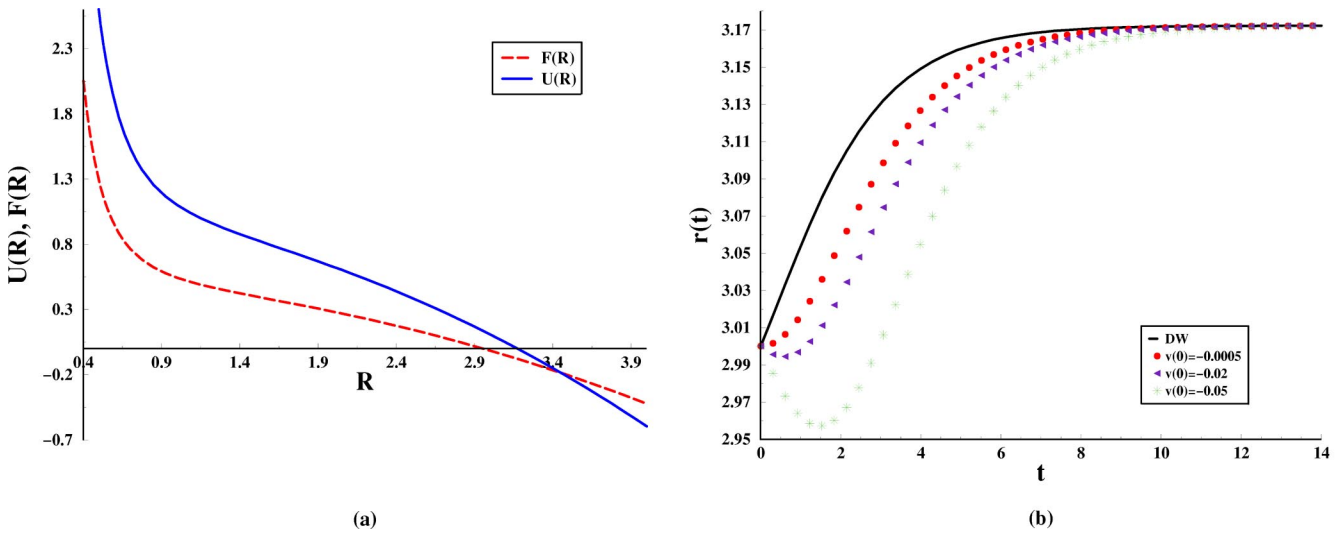 2.3
1.8
1.3
0.8
0.3
−0.2
−0.7
U(R), F(R)
F(R)
U(R)
0.4 0.9 1.4 1.9 2.4 2.9 3.4 3.9
R
(a)
3.17
3.15
3.13
3.11
3.09
3.07
3.05
3.03
3.01
2.99
2.97
2.95
r(t)
DW
v(0)=−0.0005
v(0)=−0.02
v(0)=−0.05
0 2 4 6 8 10 12 14
t
(b)